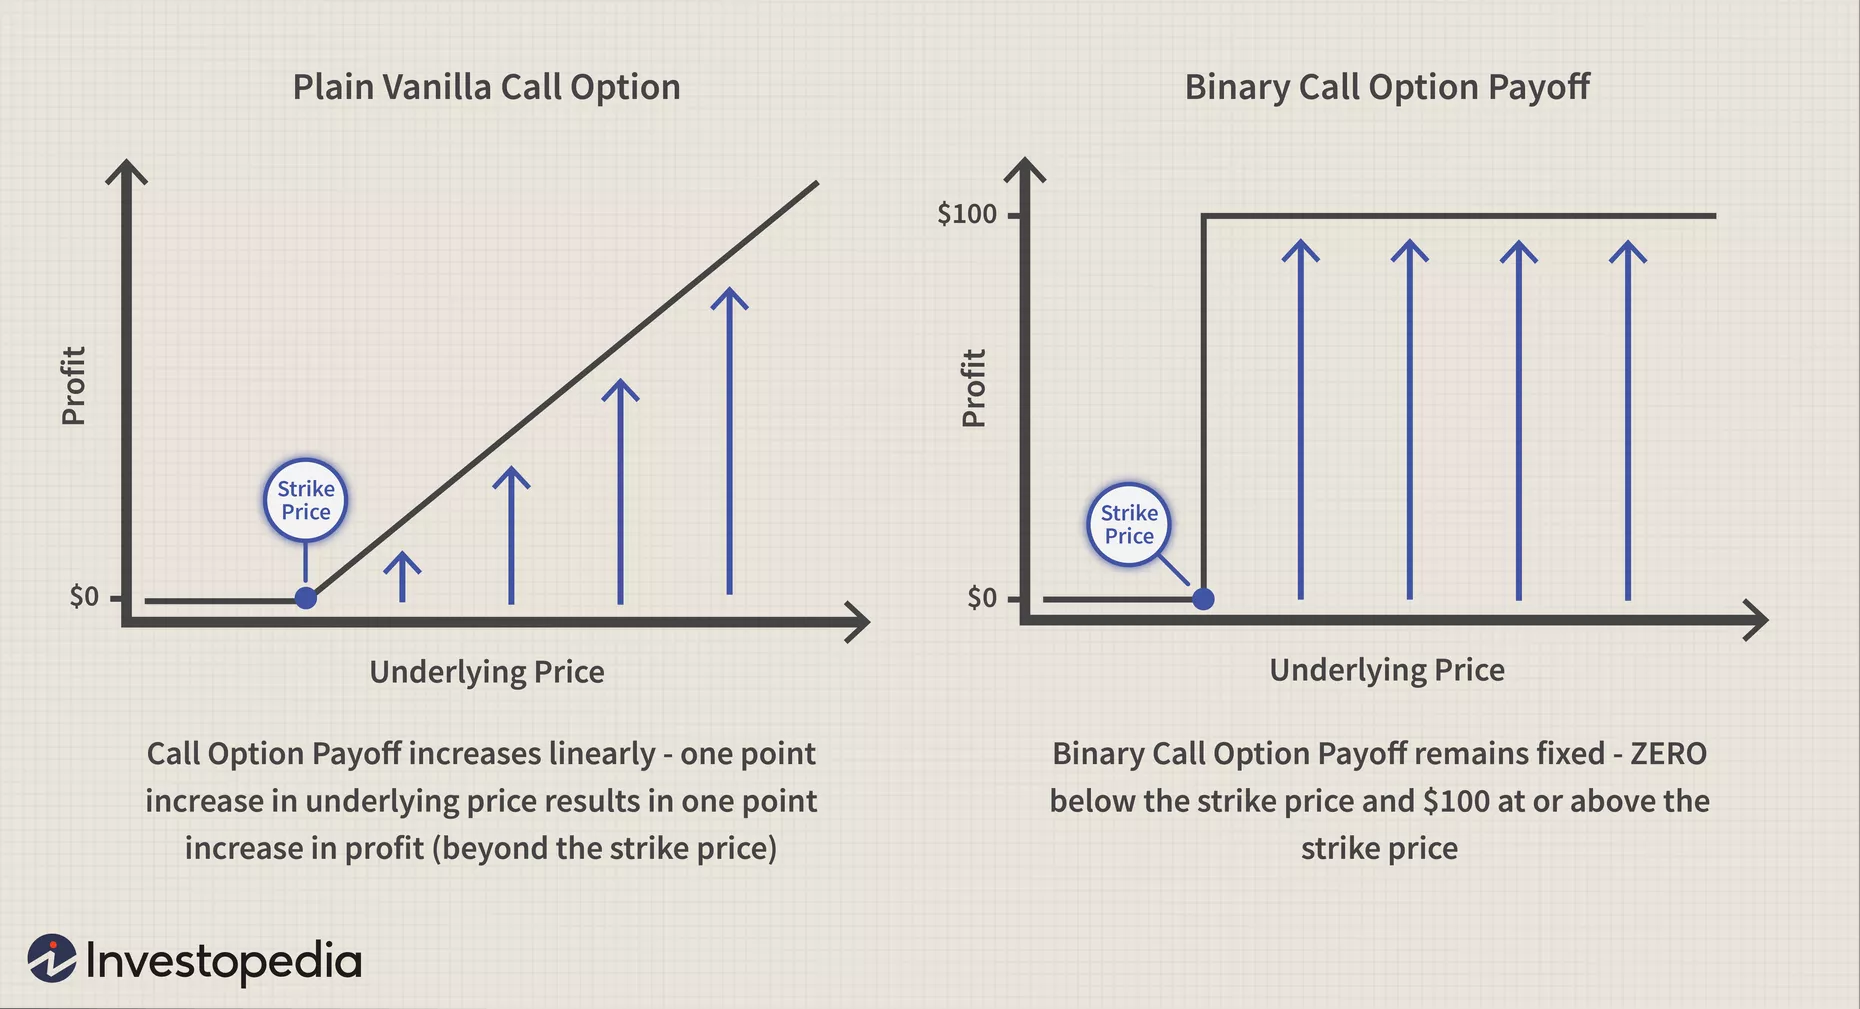 Plain Vanilla Call Option
Profit
Strike
Price
$0
Underlying Price
Call Option Payoff increases linearly - one point
increase in underlying price results in one point
increase in profit (beyond the strike price)
Binary Call Option Payoff
$100
Profit
Strike
Price
$0
Underlying Price
Binary Call Option Payoff remains fixed - ZERO
below the strike price and $100 at or above the
strike price
Investopedia